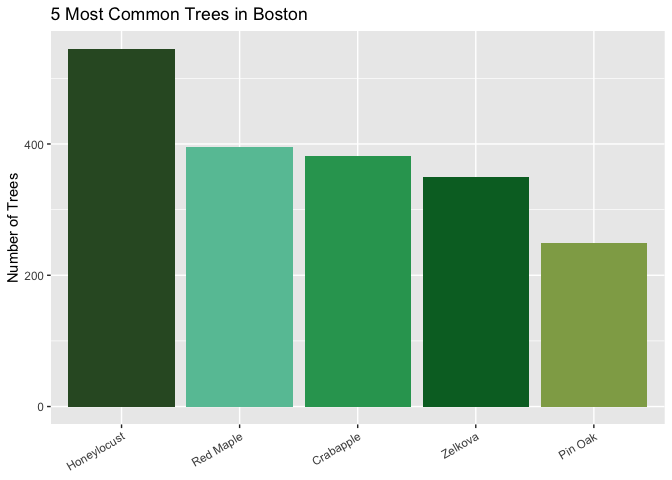 5 Most Common Trees in Boston
Number of Trees
400
200
0
Honeylocust
Red Maple
Crabapple
Zelkova
Pin Oak